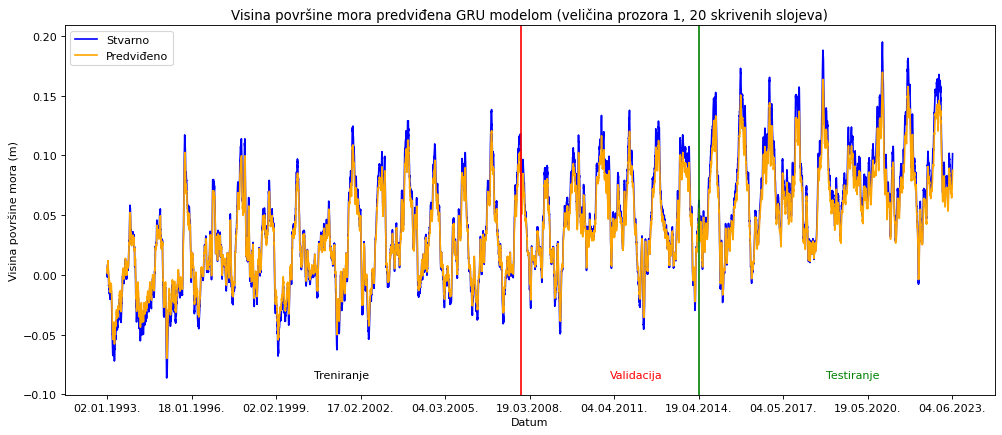 Visina površine mora predviđena GRU modelom (veličina prozora 1, 20 skrivenih slojeva)
Stvarno
Predviđeno
Visina površine mora (m)
0.20
0.15
0.10
0.05
0.00
−0.05
−0.10
Treniranje
Validacija
Testiranje
02.01.1993.
18.01.1996.
02.02.1999.
17.02.2002.
04.03.2005.
19.03.2008.
04.04.2011.
19.04.2014.
04.05.2017.
19.05.2020.
04.06.2023.
Datum